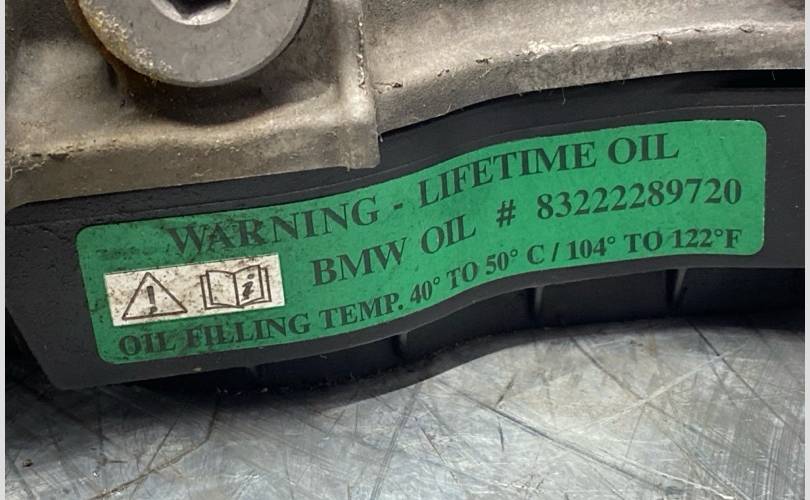 WARNING - LIFETIME OIL
BMW OIL # 83222289720
OIL FILLING TEMP. 40° TO 50° C / 104° TO 122°F